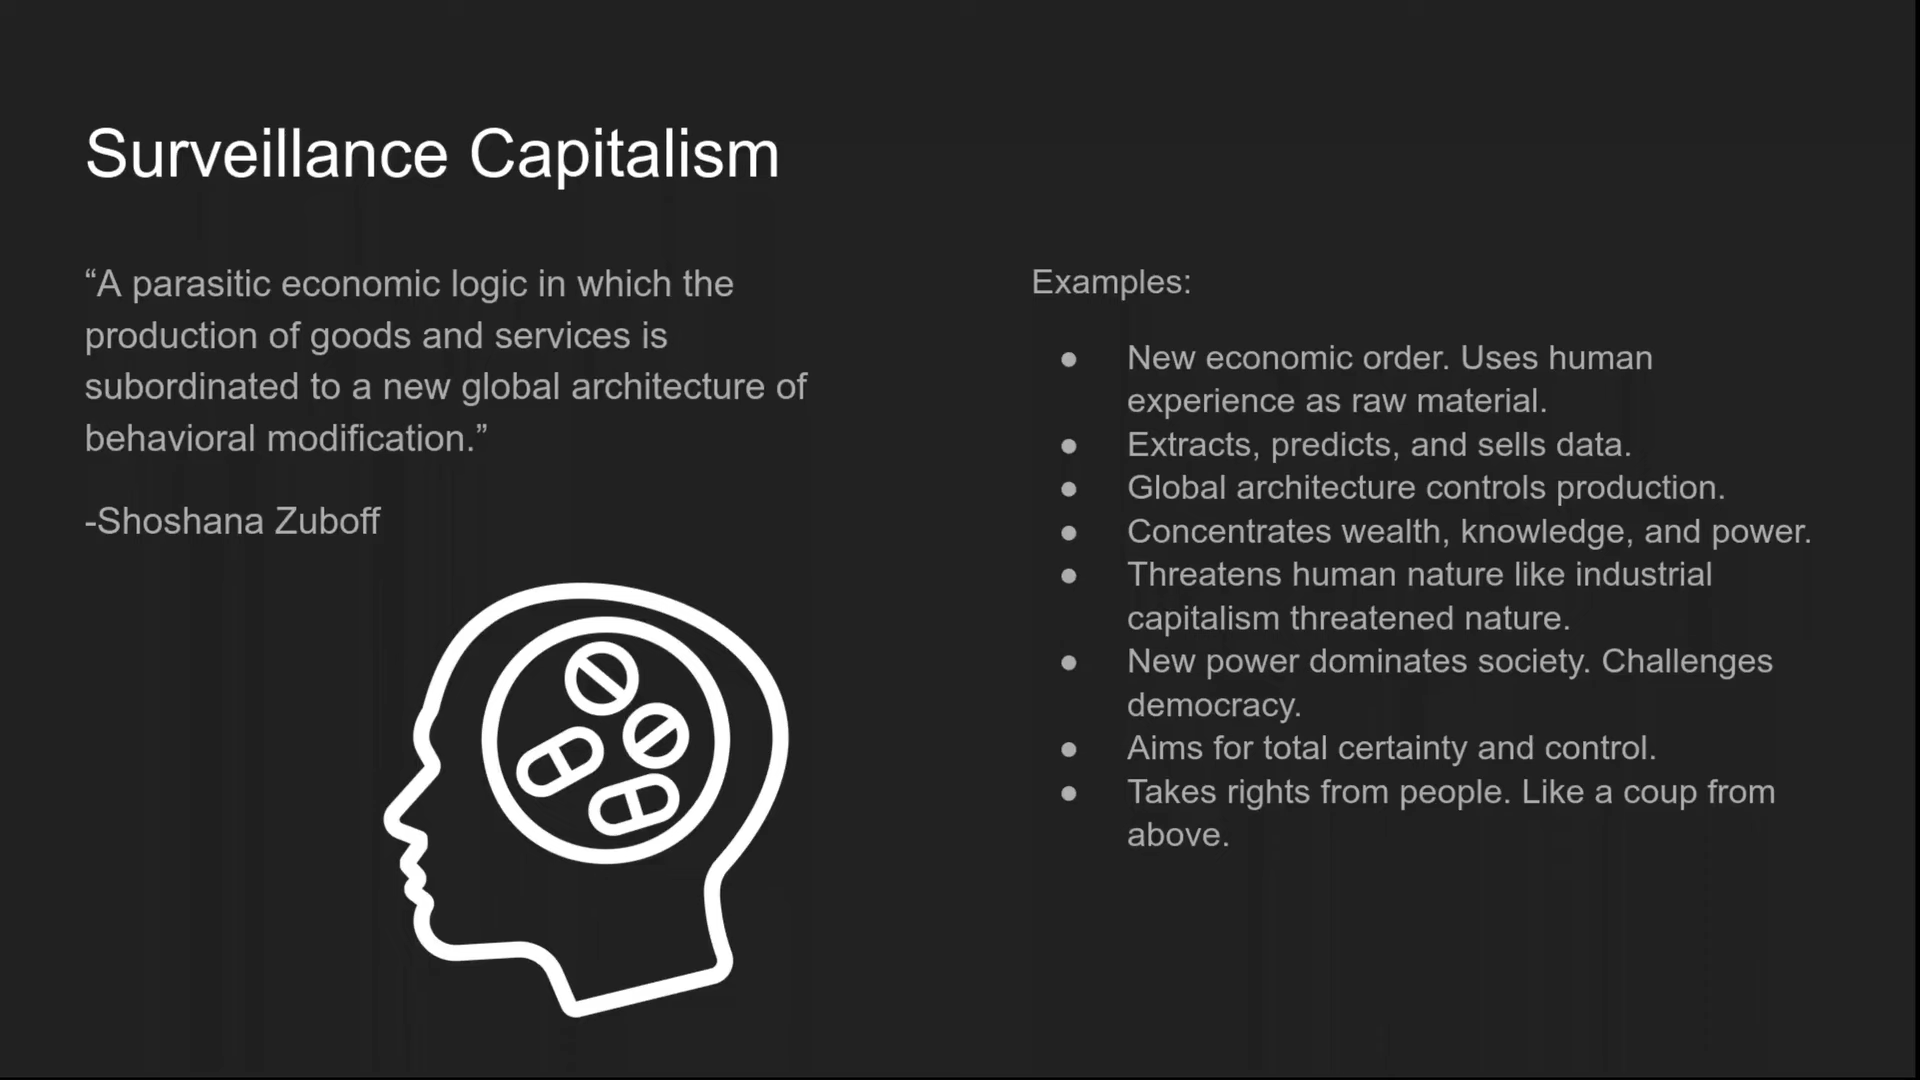 Surveillance Capitalism
“A parasitic economic logic in which the
production of goods and services is
subordinated to a new global architecture of
behavioral modification.”
-Shoshana Zuboff
Examples:
● New economic order. Uses human
experience as raw material.
● Extracts, predicts, and sells data.
● Global architecture controls production.
● Concentrates wealth, knowledge, and power.
● Threatens human nature like industrial
capitalism threatened nature.
● New power dominates society. Challenges
democracy.
● Aims for total certainty and control.
● Takes rights from people. Like a coup from
above.